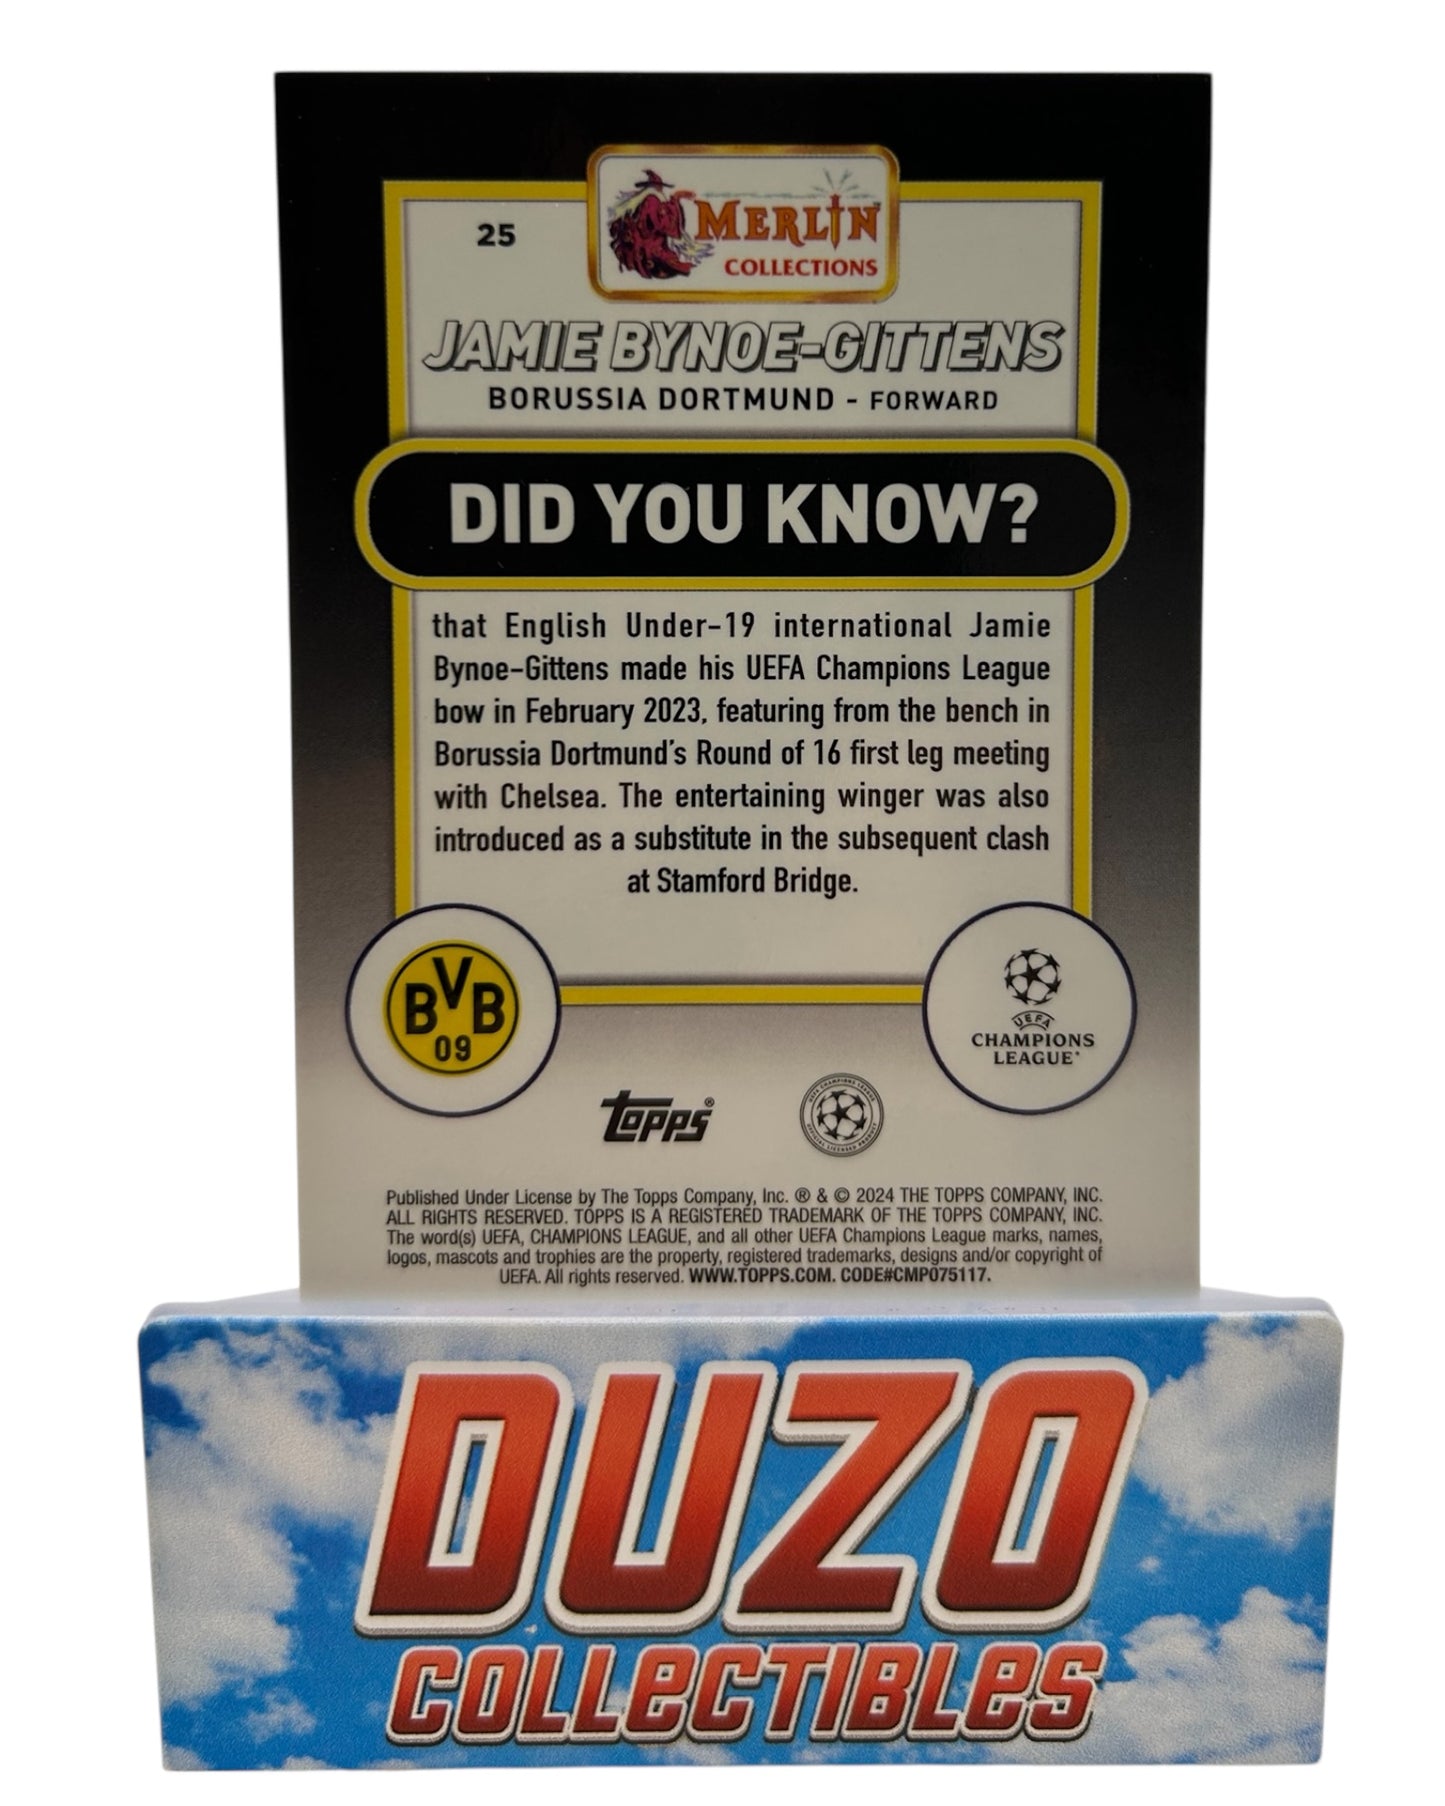 25
MERLIN™
COLLECTIONS
JAMIE BYNOE-GITTENS
BORUSSIA DORTMUND - FORWARD
DID YOU KNOW?
that English Under-19 international Jamie
Bynoe-Gittens made his UEFA Champions League
bow in February 2023, featuring from the bench in
Borussia Dortmund's Round of 16 first leg meeting
with Chelsea. The entertaining winger was also
introduced as a substitute in the subsequent clash
at Stamford Bridge.
BVB
09
UEFA
CHAMPIONS
LEAGUE
Topps®
Published Under License by The Topps Company, Inc. ® & © 2024 THE TOPPS COMPANY, INC.
ALL RIGHTS RESERVED. TOPPS IS A REGISTERED TRADEMARK OF THE TOPPS COMPANY, INC.
The word(s) UEFA, CHAMPIONS LEAGUE, and all other UEFA Champions League marks, names,
logos, mascots and trophies are the property, registered trademarks, designs and/or copyright of
UEFA. All rights reserved. WWW.TOPPS.COM. CODE#CMP075117.
DUZO
COLLECTIBLES